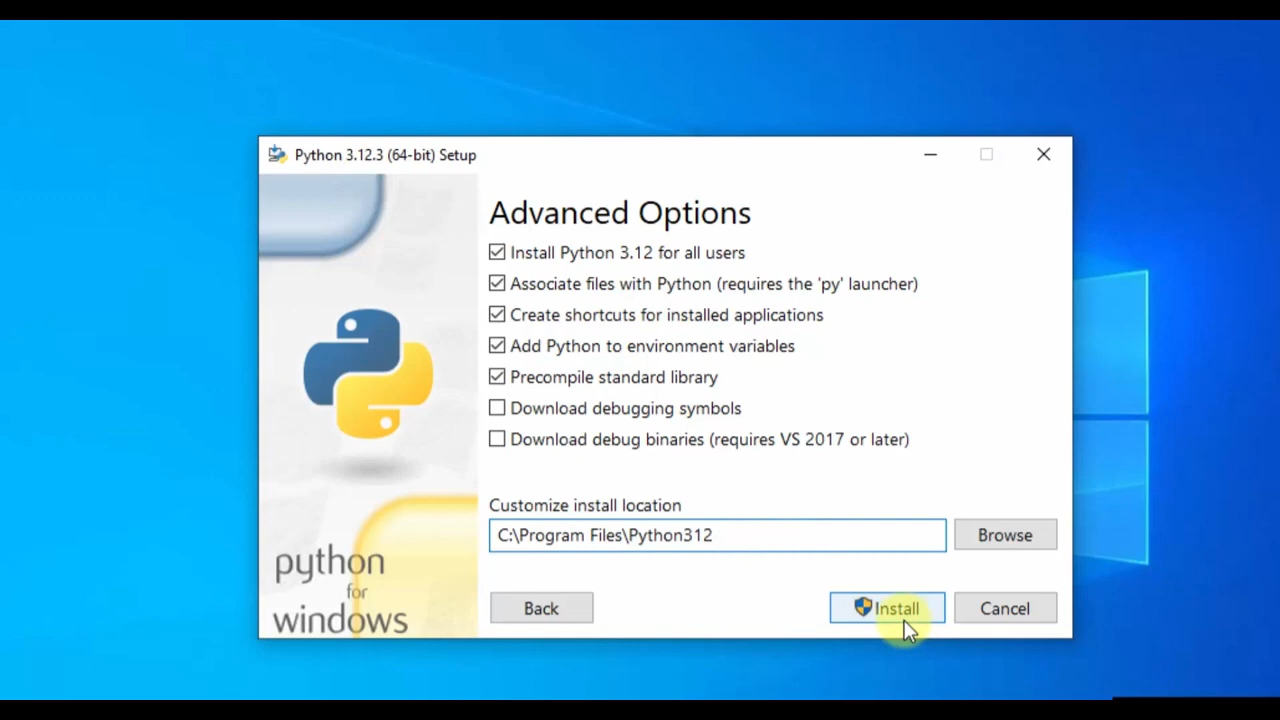 Python 3.12.3 (64-bit) Setup
Advanced Options
Install Python 3.12 for all users
Associate files with Python (requires the 'py' launcher)
Create shortcuts for installed applications
Add Python to environment variables
Precompile standard library
Download debugging symbols
Download debug binaries (requires VS 2017 or later)
Customize install location
C:\Program Files\Python312
Browse
python
for
windows
Back
Install
Cancel